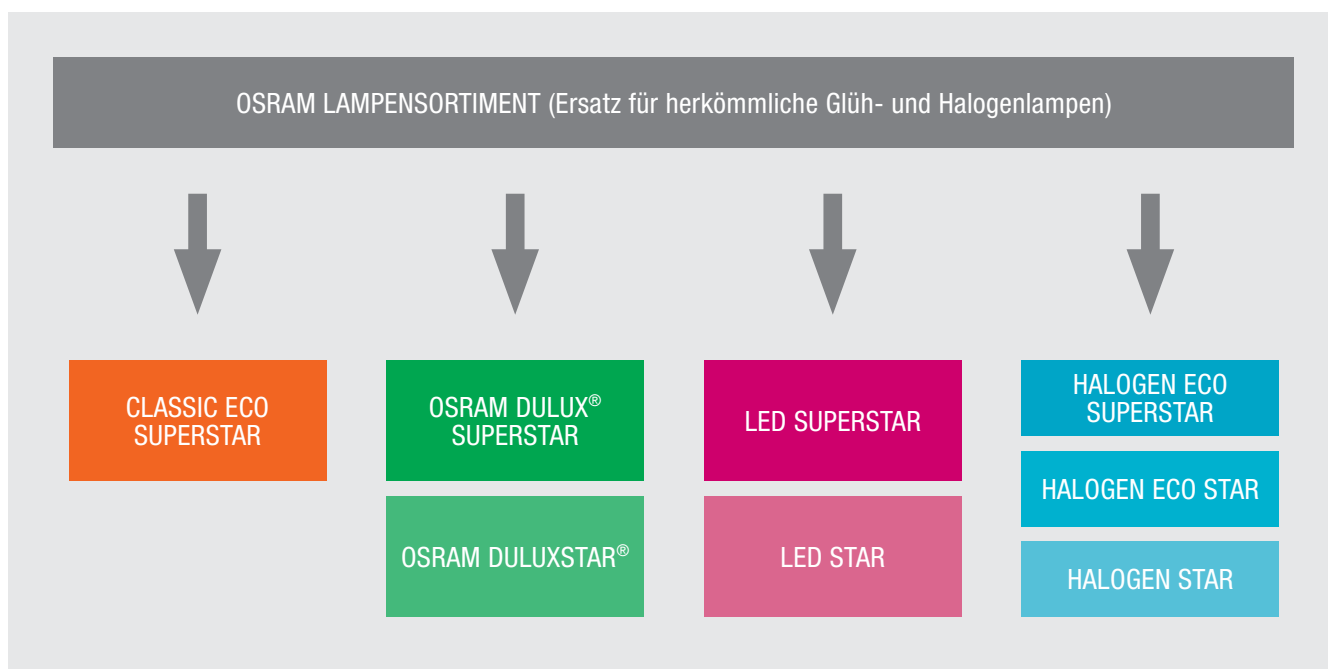 OSRAM LAMPENSORTIMENT (Ersatz für herkömmliche Glüh- und Halogenlampen)
CLASSIC ECO
SUPERSTAR
OSRAM DULUX®
SUPERSTAR
OSRAM DULUXSTAR®
LED SUPERSTAR
LED STAR
HALOGEN ECO
SUPERSTAR
HALOGEN ECO STAR
HALOGEN STAR